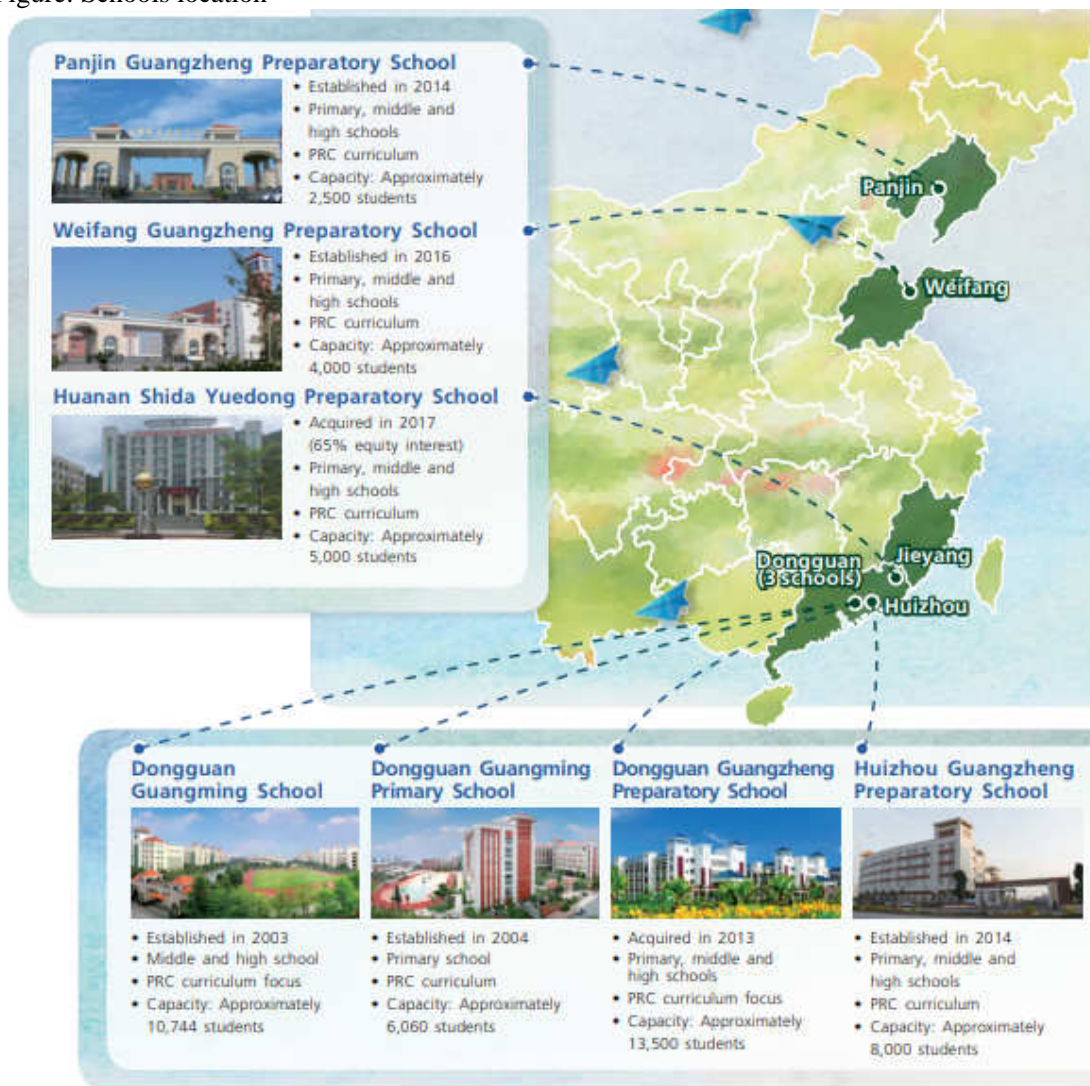 Figure: Schools location
Panjin Guangzheng Preparatory School
• Established in 2014
• Primary, middle and
high schools
• PRC curriculum
• Capacity: Approximately
2,500 students
Weifang Guangzheng Preparatory School
• Established in 2016
• Primary, middle and
high schools
• PRC curriculum
• Capacity: Approximately
4,000 students
Huanan Shida Yuedong Preparatory School
• Acquired in 2017
(65% equity interest)
• Primary, middle and
high schools
• PRC curriculum
• Capacity: Approximately
5,000 students
Panjin
Weifang
Jieyang
Dongguan
(3 schools)
Huizhou
Dongguan
Guangming School
• Established in 2003
• Middle and high school
• PRC curriculum focus
• Capacity: Approximately
10,744 students
Dongguan Guangming
Primary School
• Established in 2004
• Primary school
• PRC curriculum
• Capacity: Approximately
6,060 students
Dongguan Guangzheng
Preparatory School
• Acquired in 2013
• Primary, middle and
high schools
• PRC curriculum focus
• Capacity: Approximately
13,500 students
Huizhou Guangzheng
Preparatory School
• Established in 2014
• Primary, middle and
high schools
• PRC curriculum
• Capacity: Approximately
8,000 students